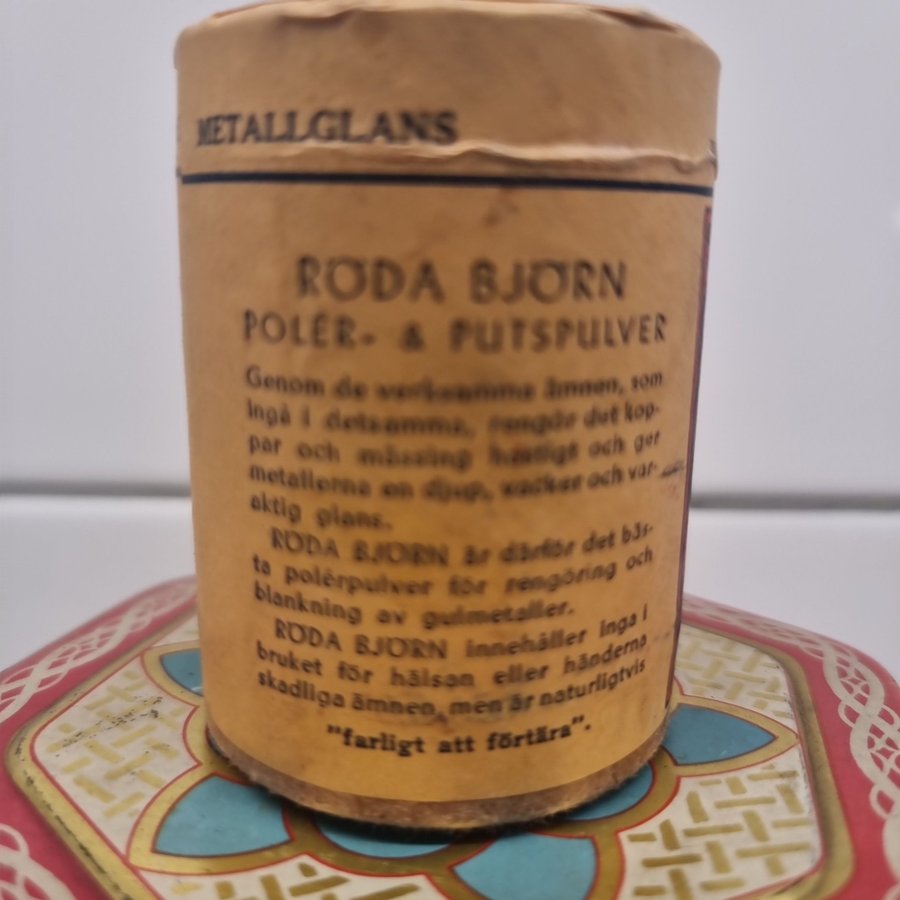 METALLGLANS
RÖDA BJÖRN
POLÉR- & PUTSPULVER
Genom de verksamma ämnen, som
ingå i detsamma, rengör det kop-
par och mässing hastigt och ger
metallerna en djup, vacker och var-
aktig glans.
RÖDA BJÖRN är därför det bäs-
ta polérpulver för rengöring och
blankning av gulmetaller.
RÖDA BJÖRN innehåller inga i
bruket för hälsan eller händerna
skadliga ämnen, men är naturligtvis
"farligt att förtära".